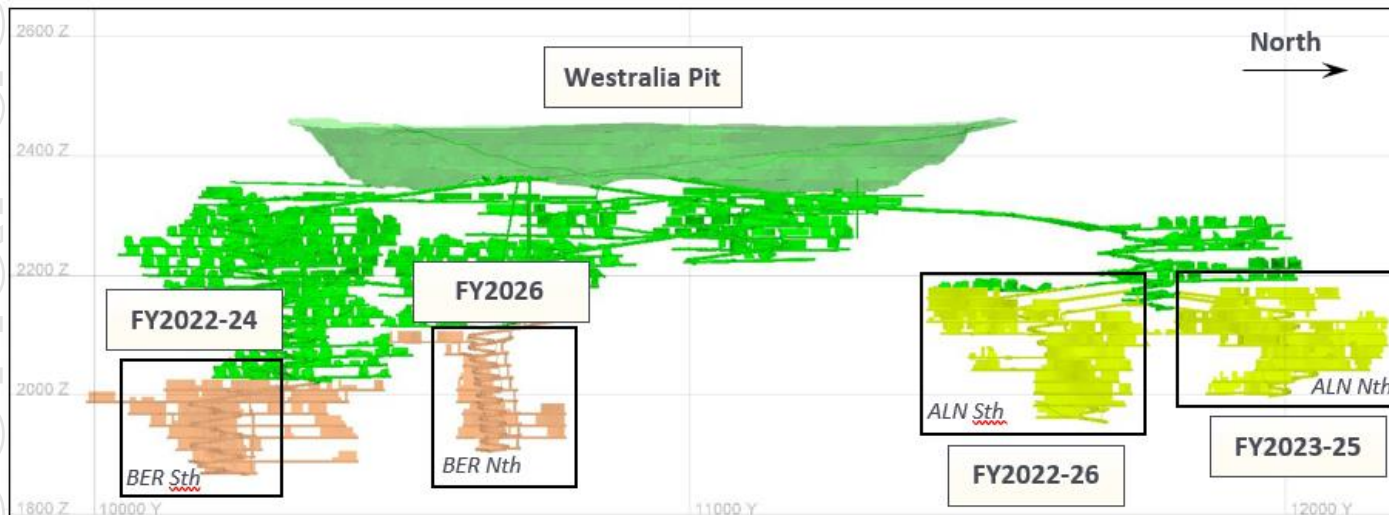 2600 Z
North
Westralia Pit
2400 Z
2200 Z
FY2026
FY2022-24
2000 Z
ALN Sth
ALN Nth
BER Sth
BER Nth
FY2023-25
FY2022-26
1800 Z
10000 Y
11000 Y
12000 Y